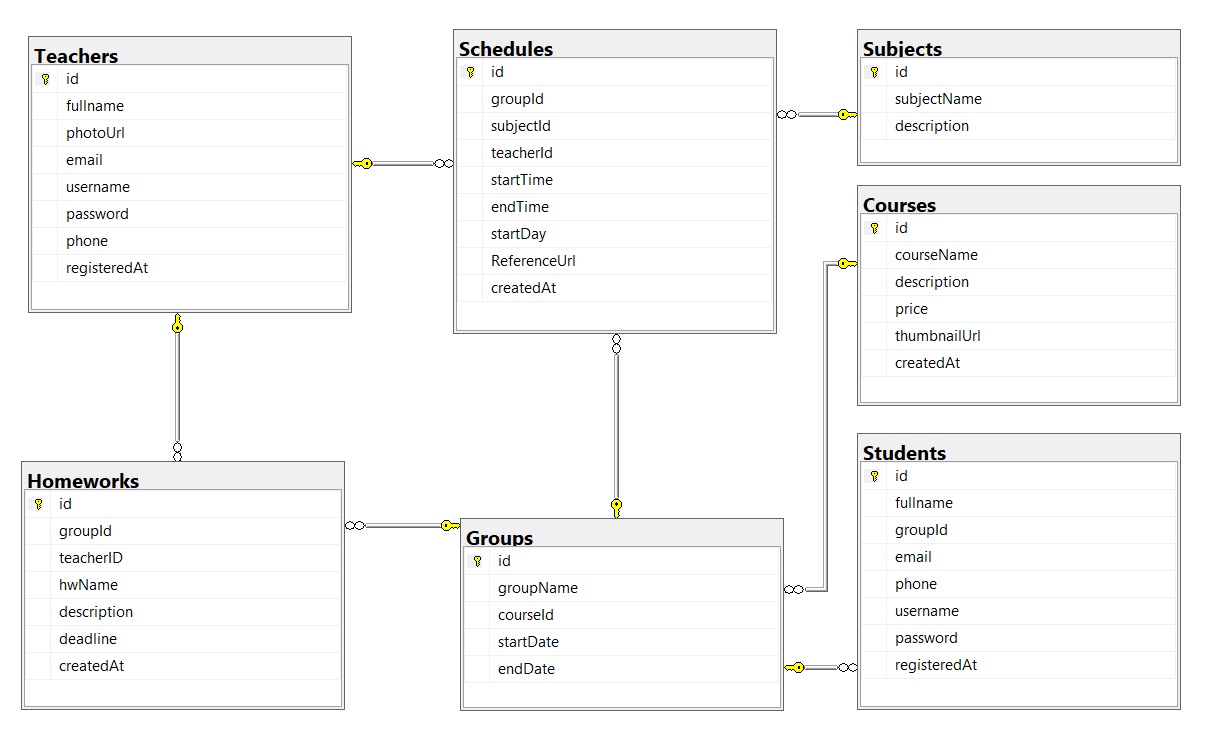 Teachers
id
fullname
photoUrl
email
username
password
phone
registeredAt
Schedules
id
groupId
subjectId
teacherId
startTime
endTime
startDay
ReferenceUrl
createdAt
Subjects
id
subjectName
description
Courses
id
courseName
description
price
thumbnailUrl
createdAt
Homeworks
id
groupId
teacherID
hwName
description
deadline
createdAt
Groups
id
groupName
courseId
startDate
endDate
Students
id
fullname
groupId
email
phone
username
password
registeredAt